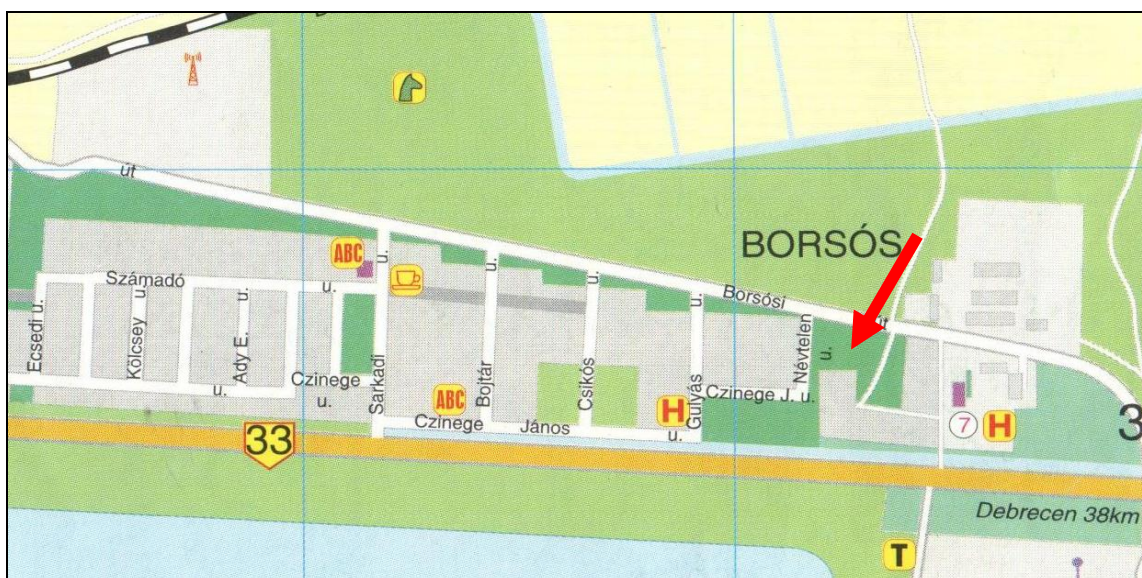 út
BORSÓS
ABC
u.
u.
Számadó
u.
u.
u.
u.
u.
u.
Borsósi
út
Ecsedi u.
Kölcsey
Ady E.
Sarkadi
Bojtár
Csikós
Gulyás
Névtelen
u.
Czinege
u.
u.
Czinege J. u.
ABC
Czinege
János
u.
H
7
H
3
33
Debrecen 38km
T